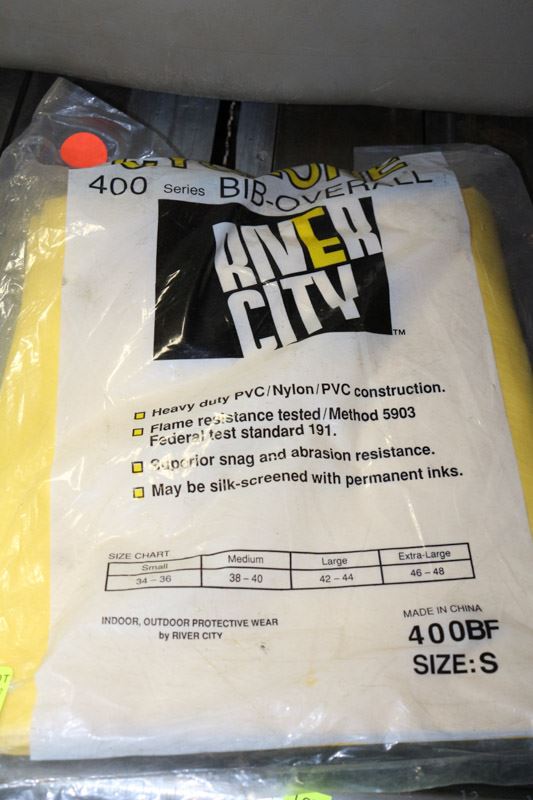 400 Series BIB-OVERALL
RIVER
CITY
TM
Heavy duty PVC/Nylon/PVC construction.
Flame resistance tested/Method 5903
Federal test standard 191.
Superior snag and abrasion resistance.
May be silk-screened with permanent inks.
SIZE CHART
Small Medium Large Extra-Large
34 – 36 38 – 40 42 – 44 46 – 48
INDOOR, OUTDOOR PROTECTIVE WEAR
by RIVER CITY
MADE IN CHINA
400BF
SIZE: S